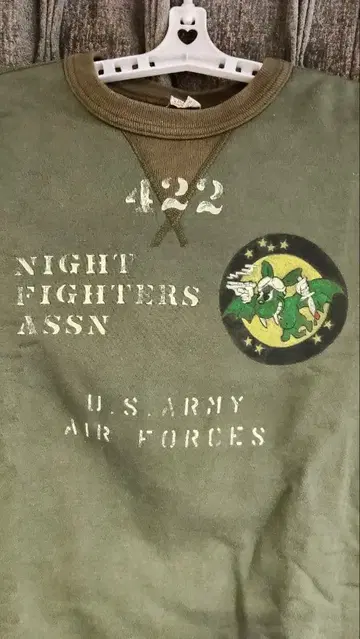 422
NIGHT
FIGHTERS
ASSN
U.S. ARMY
AIR FORCES